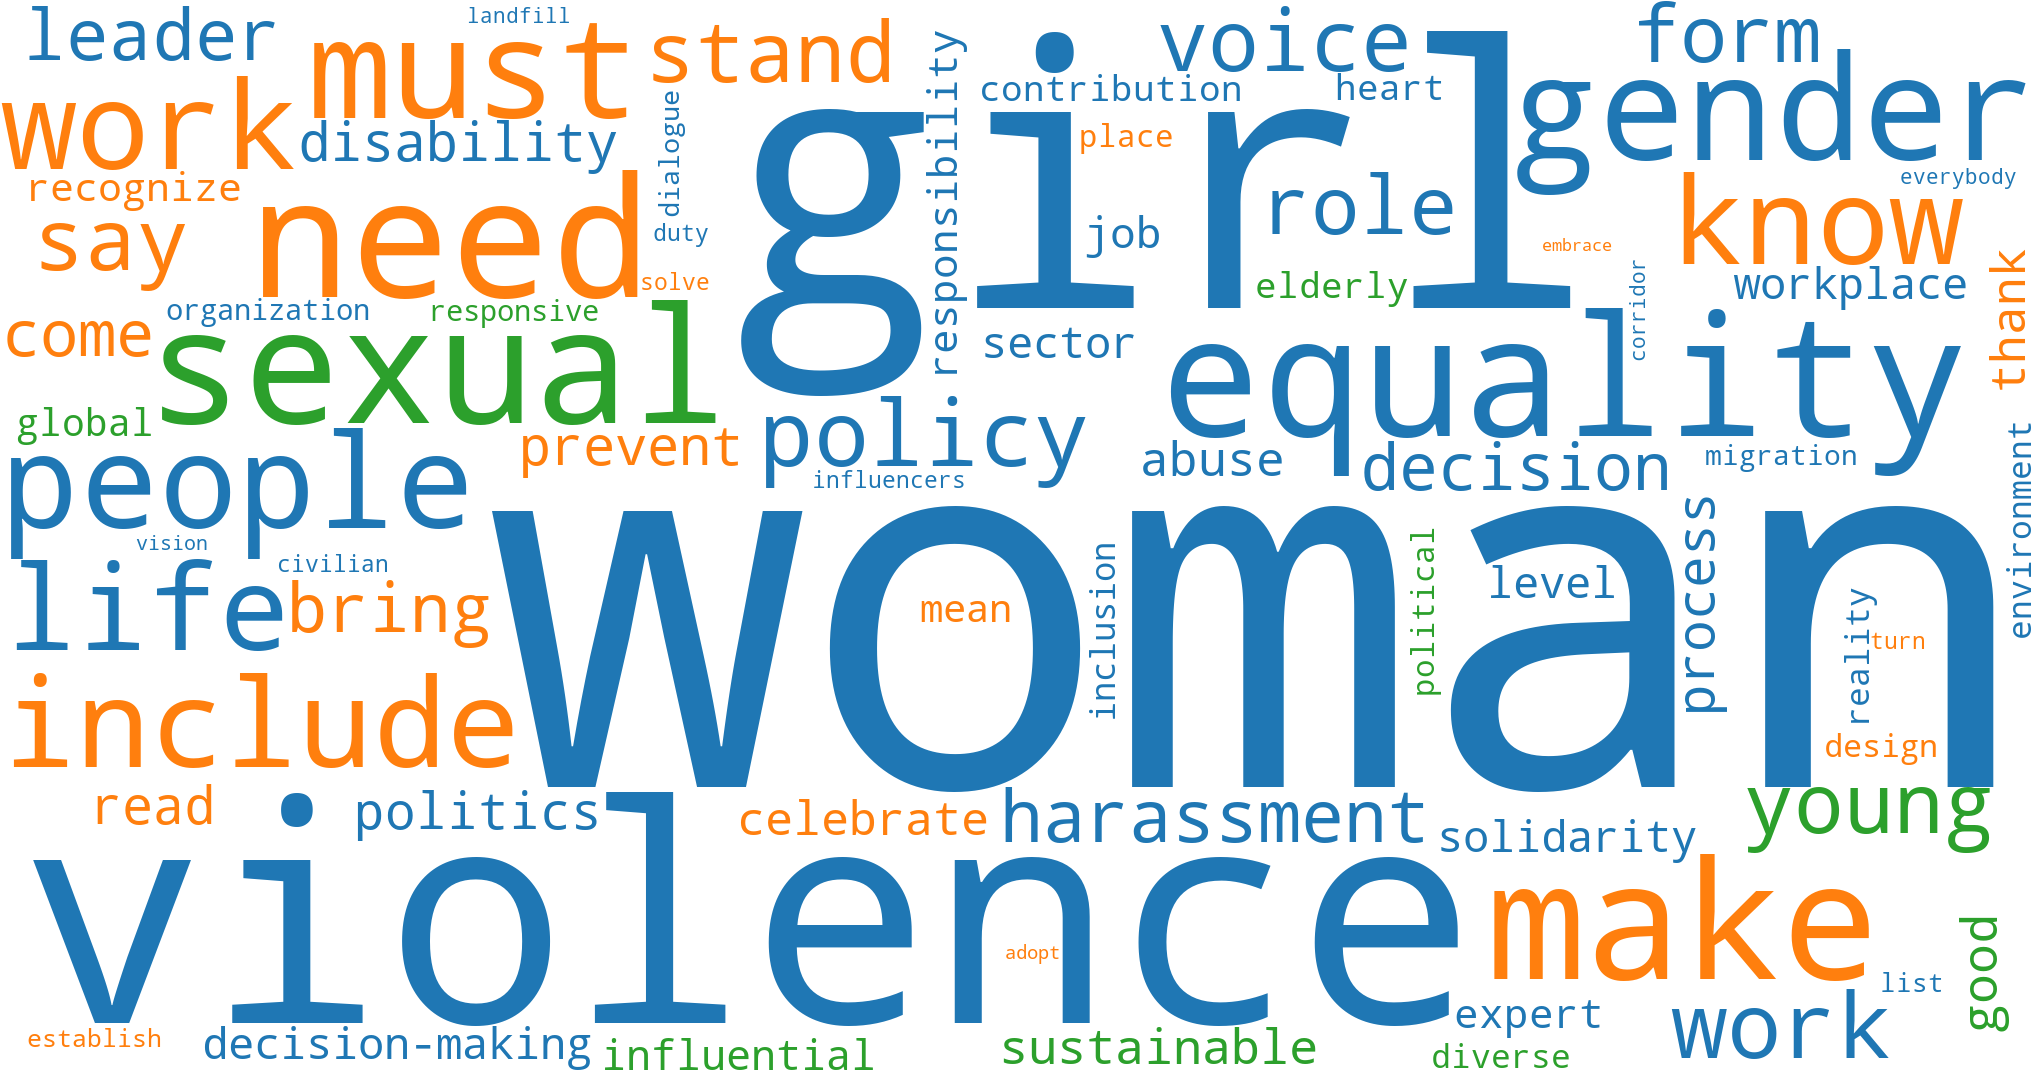 leader
landfill
must
stand
voice
form
work
disability
dialogue
girl
responsibility
contribution
heart
place
gender
recognize
say
need
duty
solve
job
role
know
everybody
embrace
elderly
corridor
workplace
thank
come
organization
responsive
sexual
sector
equality
global
people
prevent
policy
influencers
abuse
decision
migration
environment
vision
civilian
life
bring
woman
mean
inclusion
political
level
process
reality
turn
design
include
read
politics
celebrate
harassment
solidarity
young
violence
adopt
make
good
list
expert
work
establish
decision-making
influential
sustainable
diverse